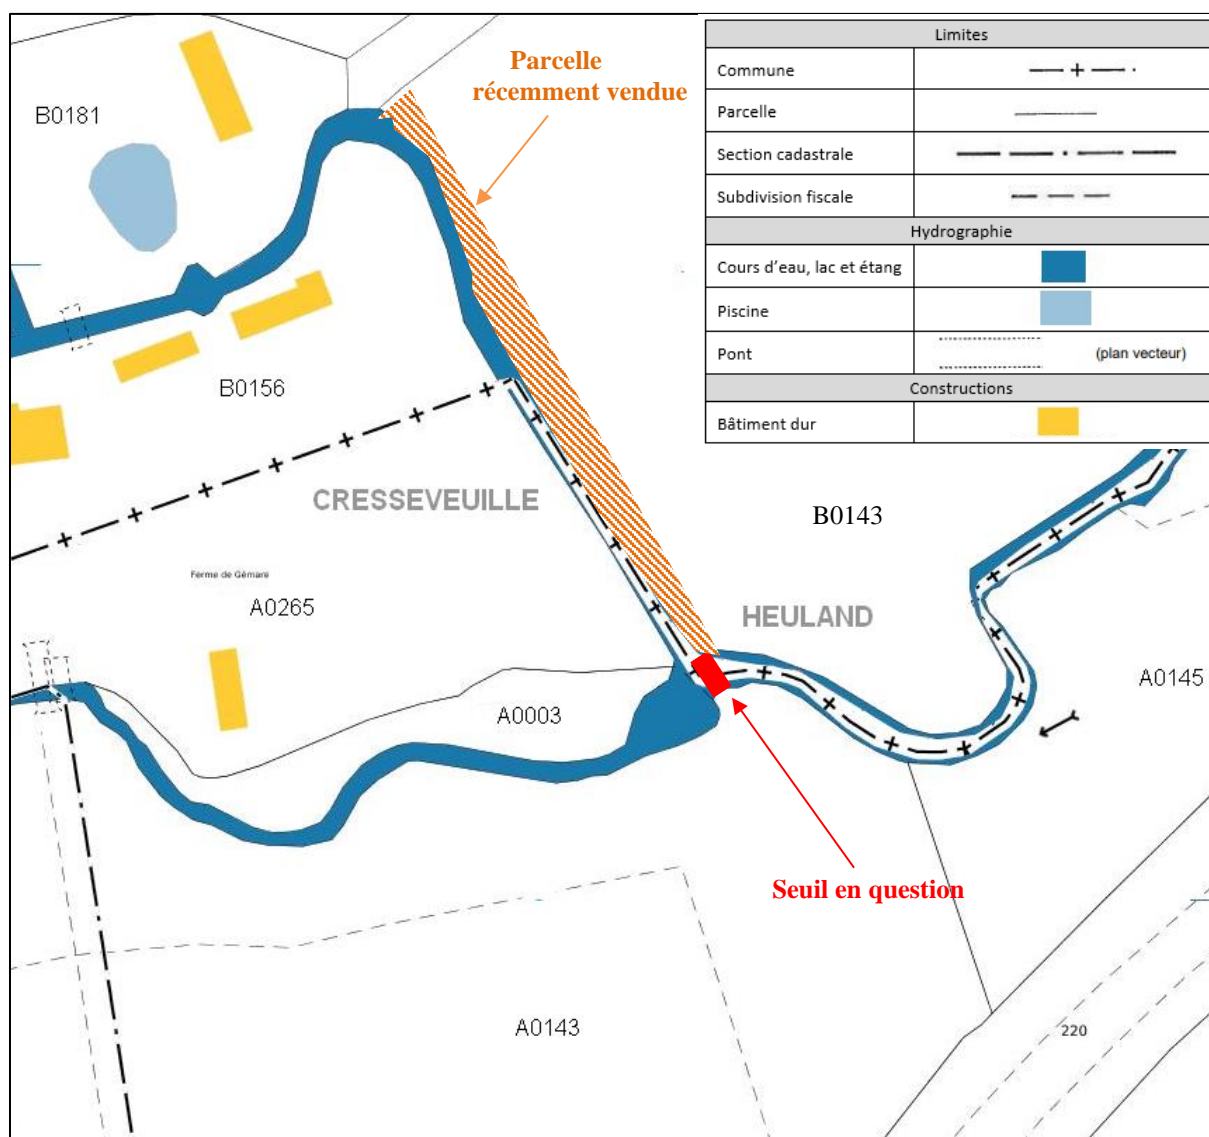 Parcelle
récemment vendue
Limites
Commune
Parcelle
Section cadastrale
Subdivision fiscale
Hydrographie
Cours d'eau, lac et étang
Piscine
Pont (plan vecteur)
Constructions
Bâtiment dur
B0181
B0156
CRESSEVEUILLE
B0143
Ferme de Gémare
A0265
HEULAND
A0145
A0003
Seuil en question
A0143
220